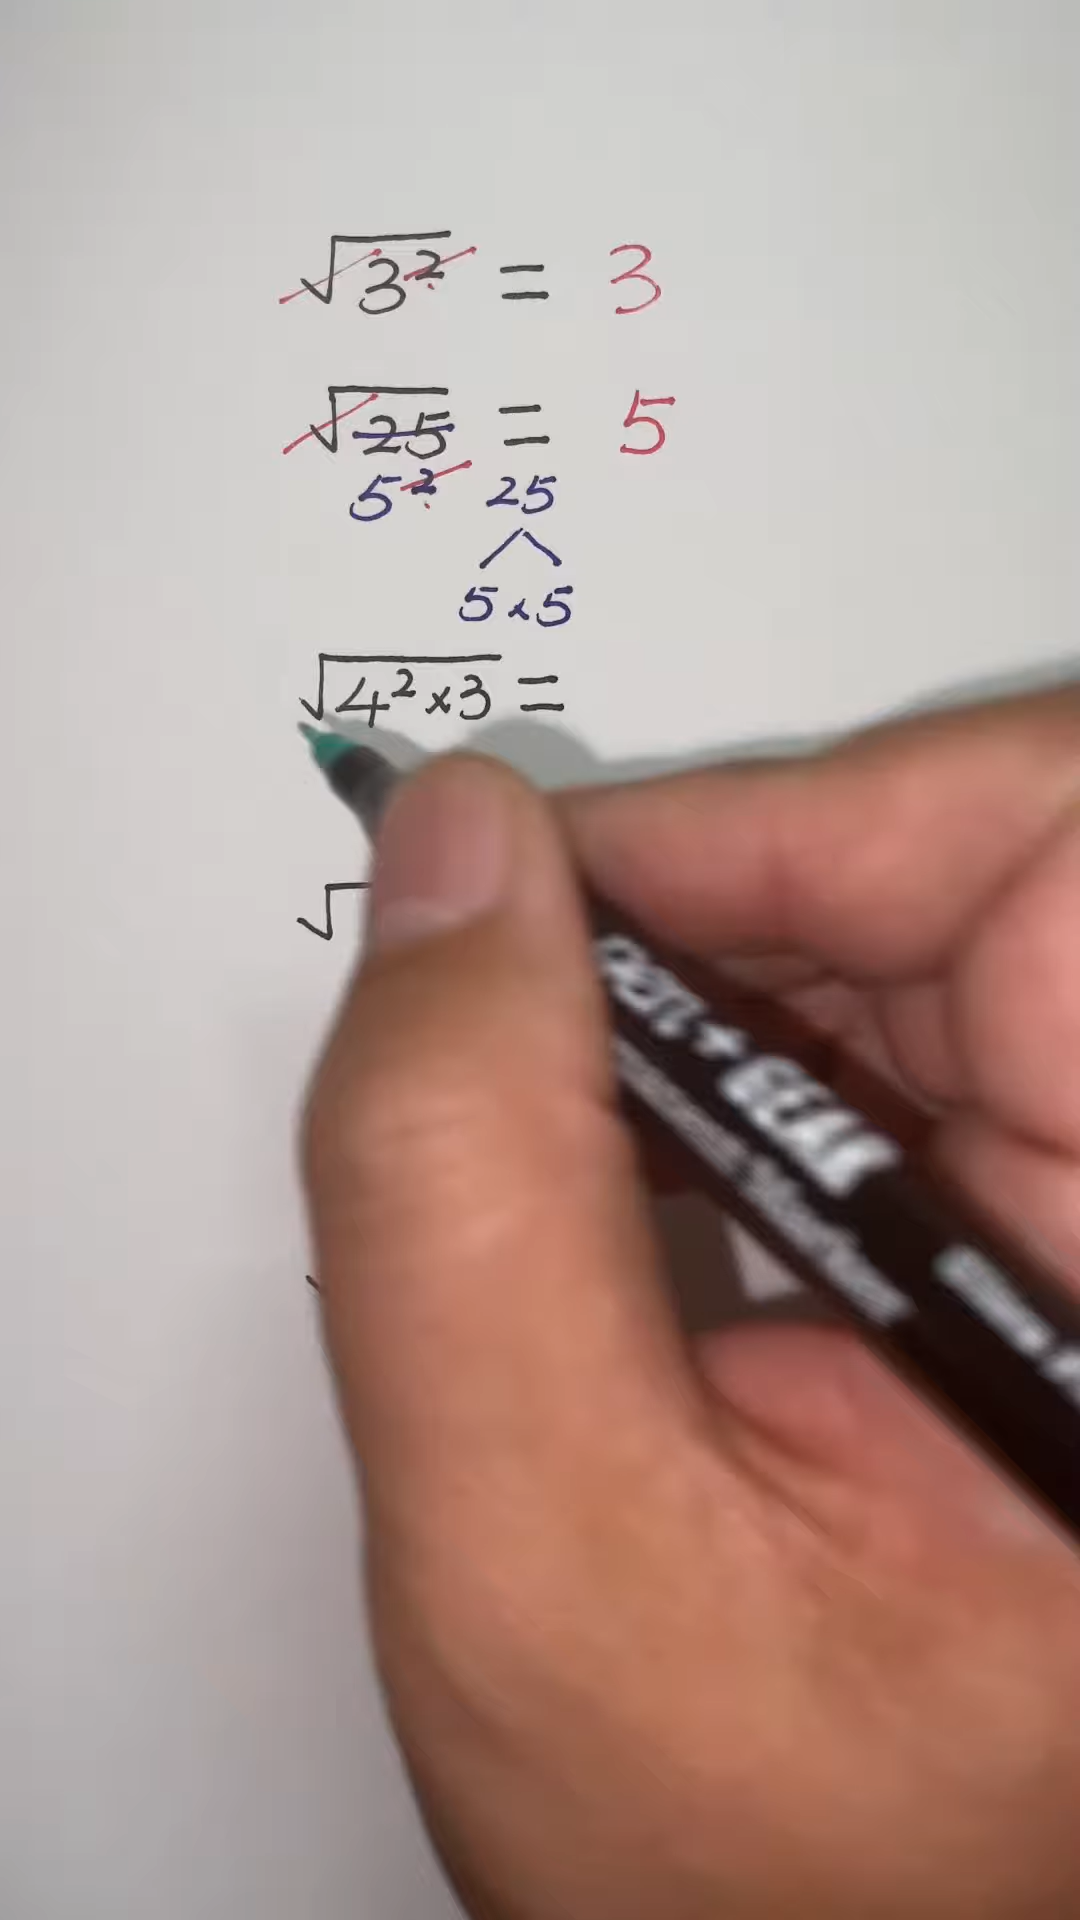 √3² = 3
√25 = 5
5² 25
5 × 5
√4² × 3 =
√